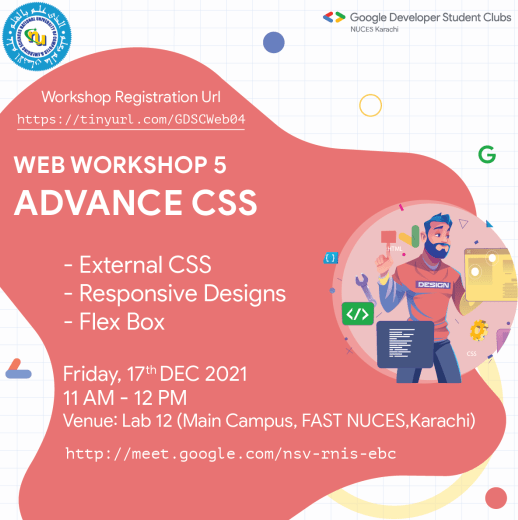 Google Developer Student Clubs
NUCES Karachi
Workshop Registration Url
https://tinyurl.com/GDSCWeb04
WEB WORKSHOP 5
ADVANCE CSS
- External CSS
- Responsive Designs
- Flex Box
HTML
{ }
DESIGN
</>
CSS
G
Friday, 17th DEC 2021
11 AM - 12 PM
Venue: Lab 12 (Main Campus, FAST NUCES,Karachi)
http://meet.google.com/nsv-rnis-ebc